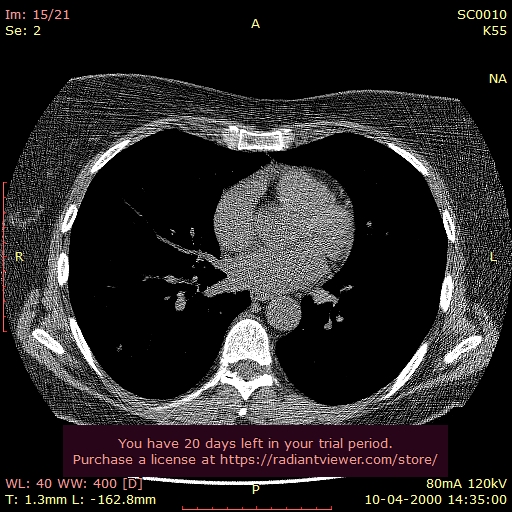 Im: 15/21
Se: 2
A
SC0010
K55
NA
R
L
You have 20 days left in your trial period.
Purchase a license at https://radiantviewer.com/store/
WL: 40 WW: 400 [D]
T: 1.3mm L: -162.8mm
P
80mA 120kV
10-04-2000 14:35:00